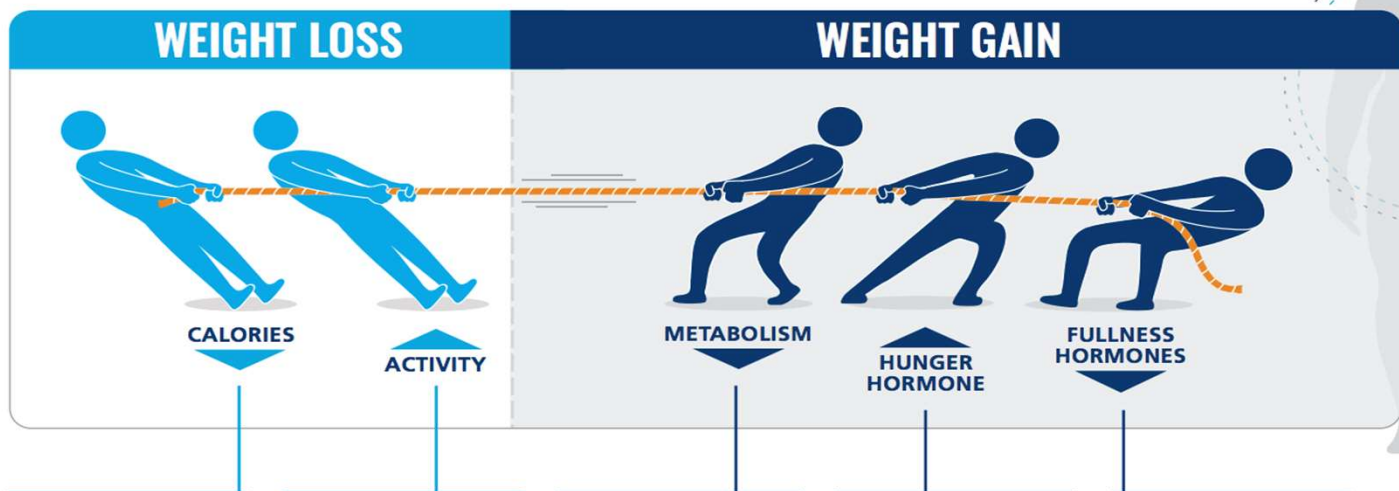 WEIGHT LOSS
WEIGHT GAIN
CALORIES
ACTIVITY
METABOLISM
HUNGER
HORMONE
FULLNESS
HORMONES